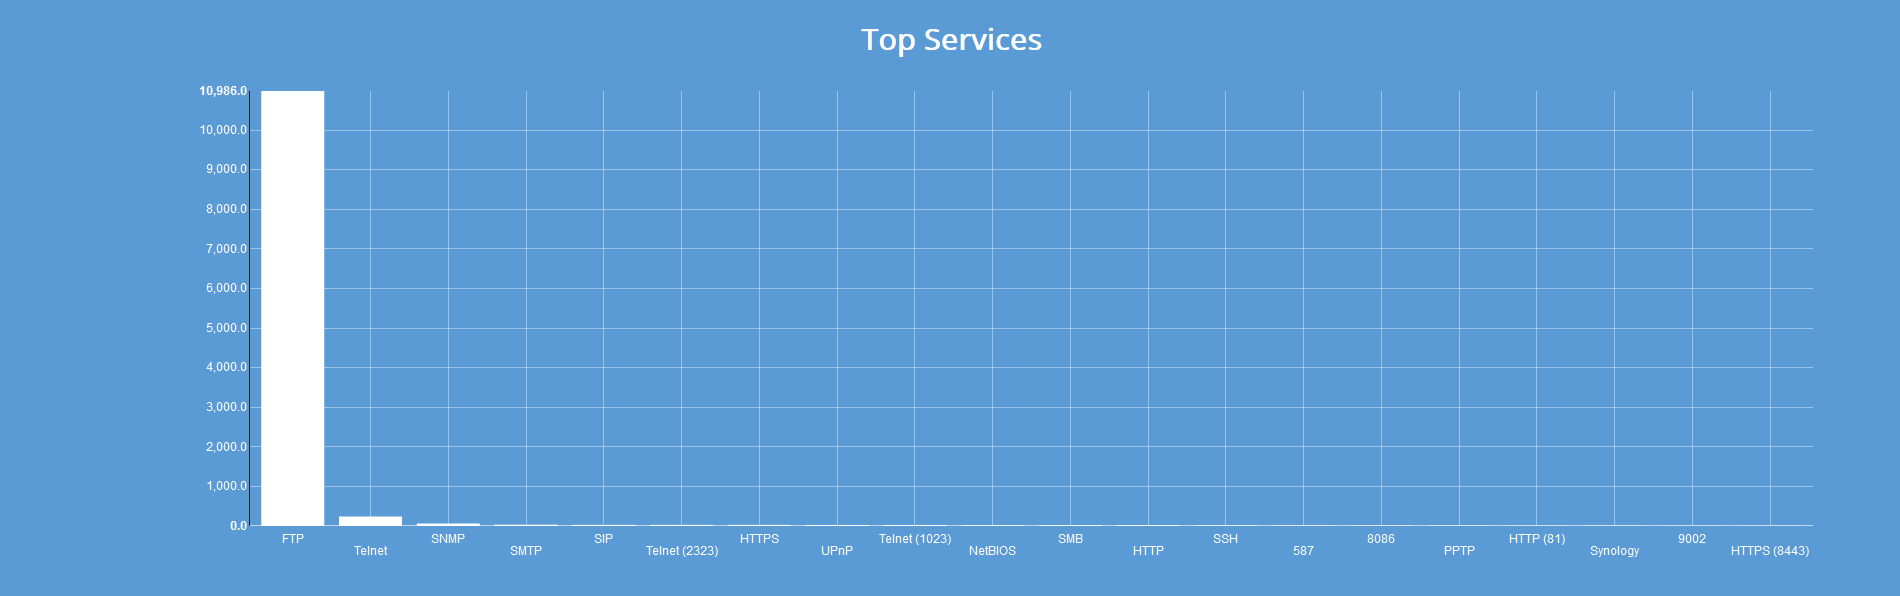 Top Services
10,986.0
10,000.0
9,000.0
8,000.0
7,000.0
6,000.0
5,000.0
4,000.0
3,000.0
2,000.0
1,000.0
0.0
FTP
Telnet
SNMP
SMTP
SIP
Telnet (2323)
HTTPS
UPnP
Telnet (1023)
NetBIOS
SMB
HTTP
SSH
587
8086
PPTP
HTTP (81)
Synology
9002
HTTPS (8443)